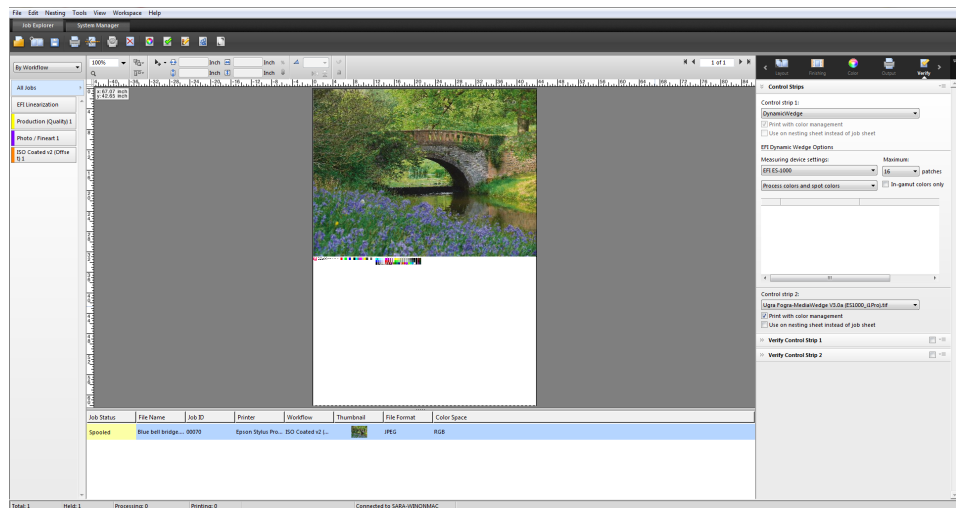 File Edit Nesting Tools View Workspace Help
Job Explorer System Manager
By Workflow
100%
Inch Inch
Inch Inch
1 of 1
Layout Printing Color Output Verify
All Jobs
EFI Linearization
Production (Quality) 1
Photo / Fineart 1
ISO Coated v2 (Offse
t) 1
x: 67.07 inch
y: 42.65 inch
Control Strips
Control strip 1:
DynamicWedge
Print with color management
Use on nesting sheet instead of job sheet
EFI Dynamic Wedge Options
Measuring device settings: Maximum:
EFI ES-1000 16 patches
Process colors and spot colors In-gamut colors only
Control strip 2:
Ugra Fogra-MediaWedge V3.0a (ES1000_i1Pro).tif
Print with color management
Use on nesting sheet instead of job sheet
Verify Control Strip 1
Verify Control Strip 2
Job Status File Name Job ID Printer Workflow Thumbnail File Format Color Space
Spooled Blue bell bridge.... 00070 Epson Stylus Pro... ISO Coated v2 (... JPEG RGB
Total: 1 Held: 1 Processing: 0 Printing: 0 Connected to SARA-WINONMAC